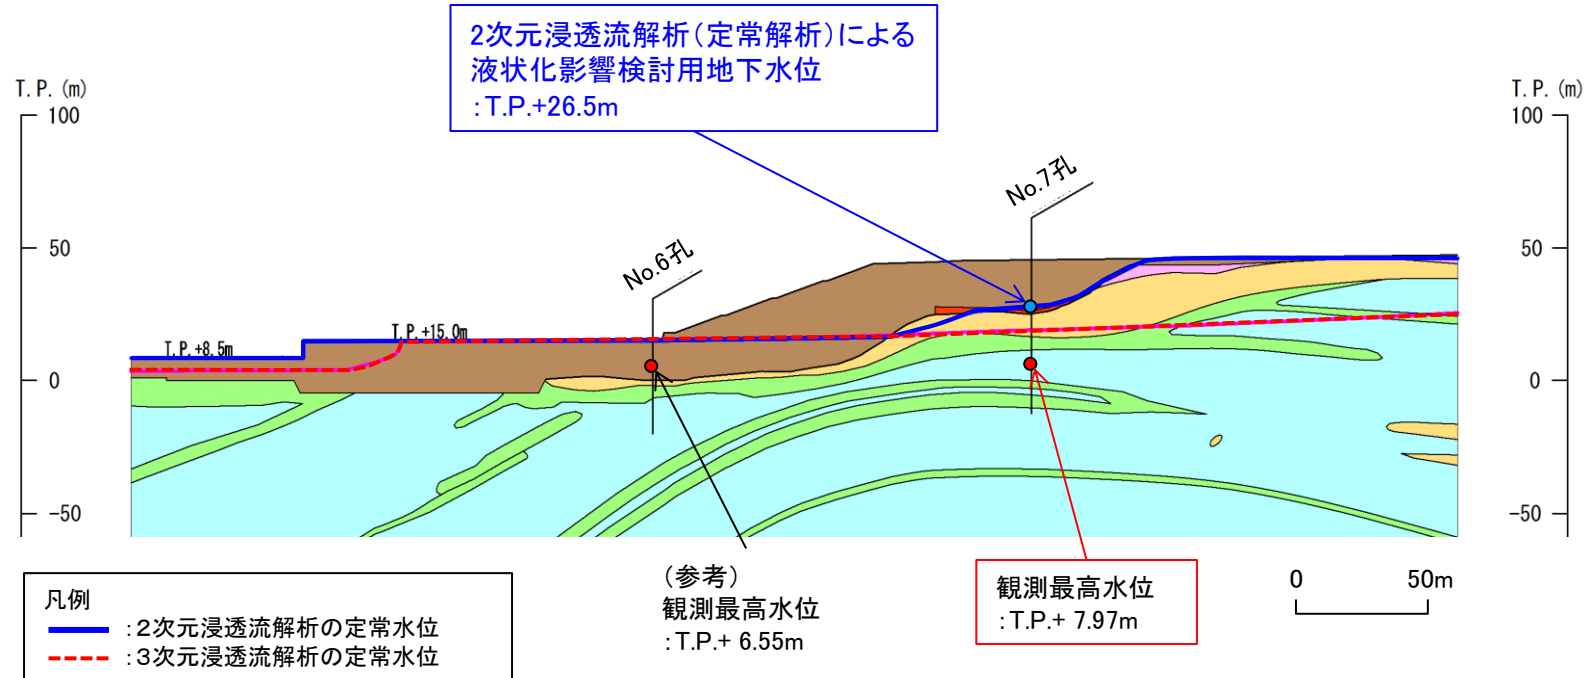 2次元浸透流解析(定常解析)による
液状化影響検討用地下水位
:T.P.+26.5m
T.P.(m)
100
50
0
-50
T.P.(m)
100
50
0
-50
No.7孔
No.6孔
T.P.+15.0m
T.P.+8.5m
(参考)
観測最高水位
:T.P.+ 6.55m
観測最高水位
:T.P.+ 7.97m
0 50m
凡例
:2次元浸透流解析の定常水位
:3次元浸透流解析の定常水位